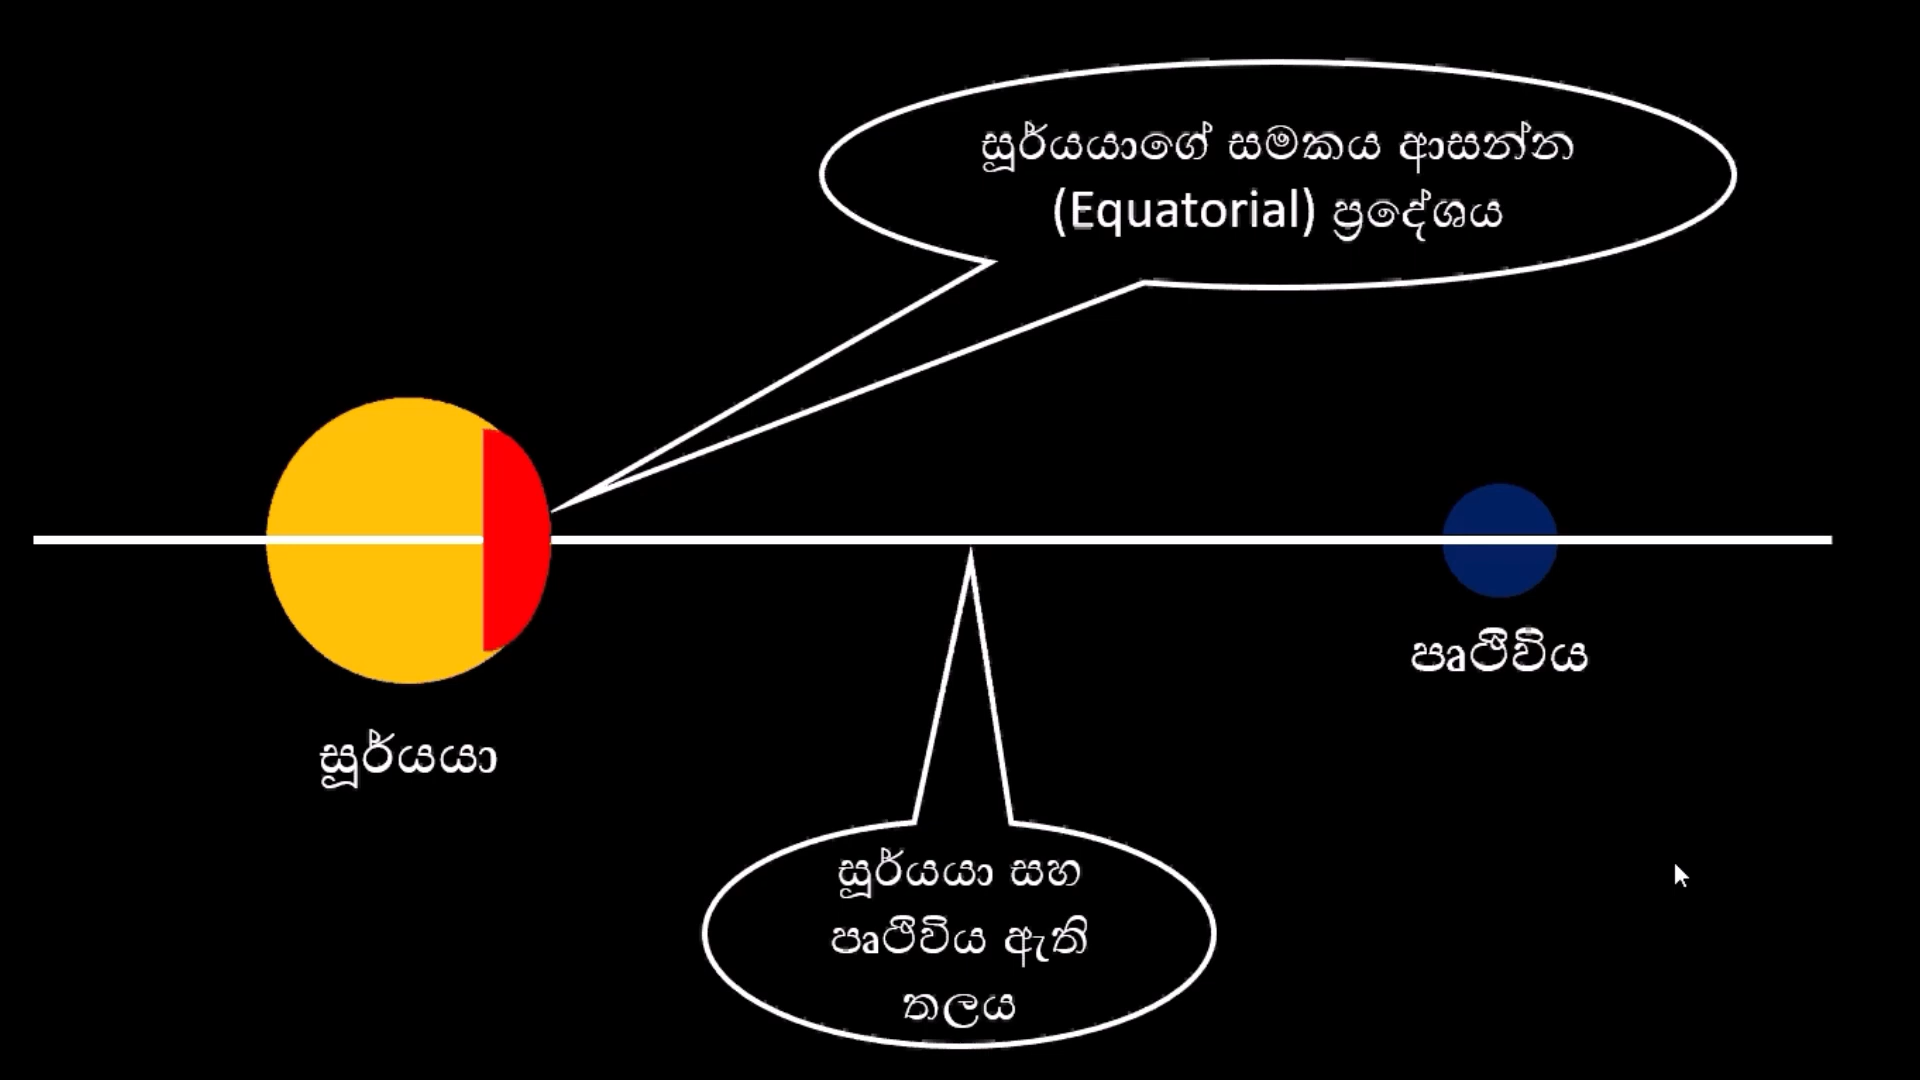 සූර්යයාගේ සමකය ආසන්න
(Equatorial) ප්‍රදේශය
පෘථිවිය
සූර්යයා
සූර්යයා සහ
පෘථිවිය ඇති
තලය